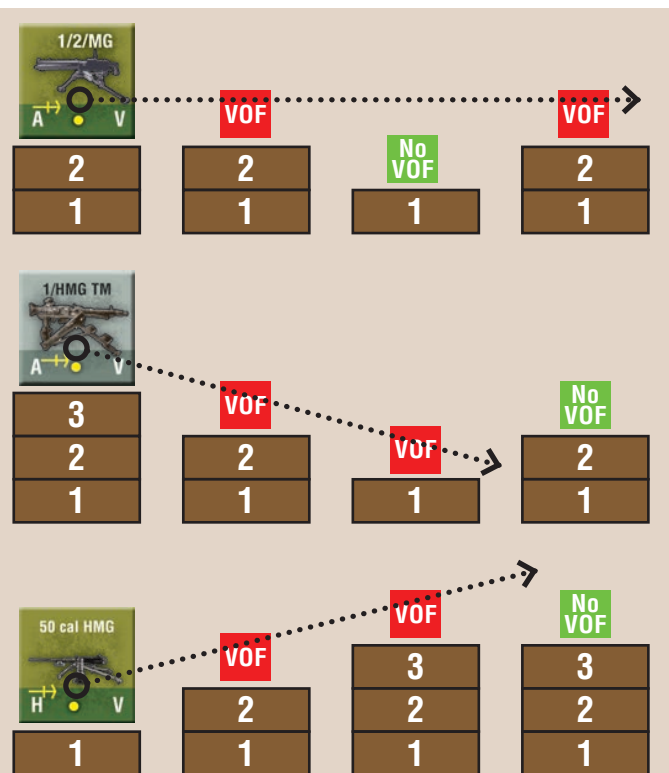 1/2/MG
A V
VOF
No
VOF
VOF
2 2 2
1 1 1 1
1/HMG TM
A V
VOF
VOF
No
VOF
3
2 2 2
1 1 1 1
50 cal HMG
H V
VOF
VOF
No
VOF
3 3
2 2 2
1 1 1 1